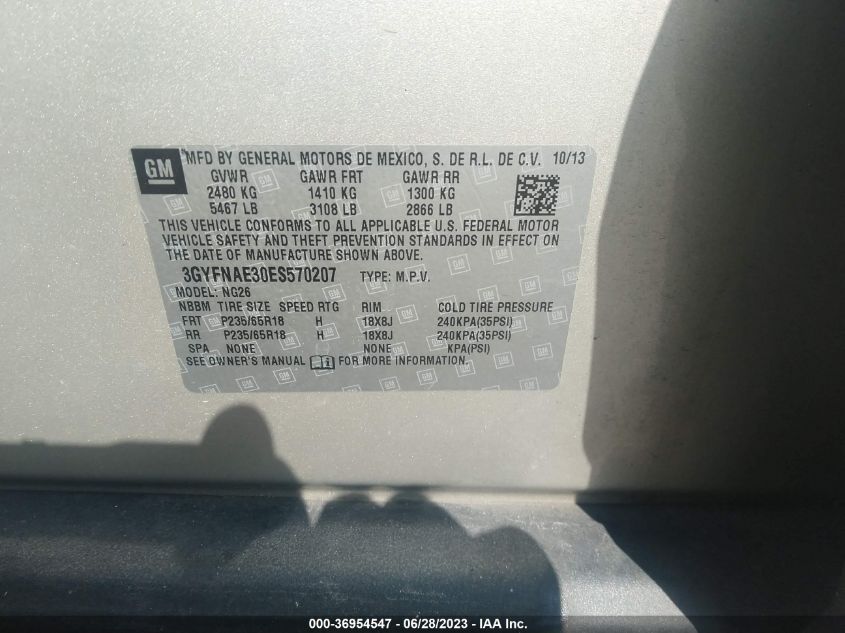 GM MFD BY GENERAL MOTORS DE MEXICO, S. DE R.L. DE C.V. 10/13
GVWR GAWR FRT GAWR RR
2480 KG 1410 KG 1300 KG
5467 LB 3108 LB 2866 LB
THIS VEHICLE CONFORMS TO ALL APPLICABLE U.S. FEDERAL MOTOR
VEHICLE SAFETY AND THEFT PREVENTION STANDARDS IN EFFECT ON
THE DATE OF MANUFACTURE SHOWN ABOVE.
3GYFNAE30ES570207 TYPE: M.P.V.
MODEL: NG26
NBBM TIRE SIZE SPEED RTG RIM COLD TIRE PRESSURE
FRT P235/65R18 H 18X8J 240KPA(35PSI)
RR P235/65R18 H 18X8J 240KPA(35PSI)
SPA NONE NONE KPA(PSI)
SEE OWNER'S MANUAL FOR MORE INFORMATION.
000-36954547 / 06/28/2023 - IAA Inc.